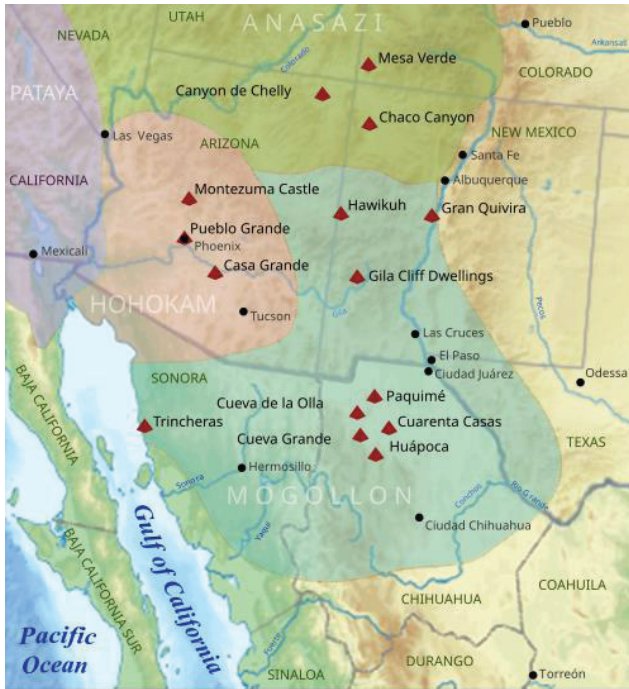 ANASAZI
UTAH
NEVADA
Pueblo
Arkansas
Colorado
Mesa Verde
COLORADO
PATAYA
Canyon de Chelly
Chaco Canyon
Las Vegas
ARIZONA
NEW MEXICO
Santa Fe
CALIFORNIA
Albuquerque
Montezuma Castle
Hawikuh
Gran Quivira
Pueblo Grande
Phoenix
Mexicali
Casa Grande
Gila Cliff Dwellings
Pecos
HOHOKAM
Gila
Tucson
Las Cruces
El Paso
Ciudad Juárez
Odessa
BAJA CALIFORNIA
SONORA
Paquimé
Cueva de la Olla
Trincheras
Cuarenta Casas
Cueva Grande
TEXAS
Huápoca
Hermosillo
Sonora
MOGOLLON
Conchos
Rio Grande
Yaqui
Ciudad Chihuahua
Gulf of California
BAJA CALIFORNIA SUR
COAHUILA
CHIHUAHUA
Pacific
Ocean
Fuerte
DURANGO
SINALOA
Torreón